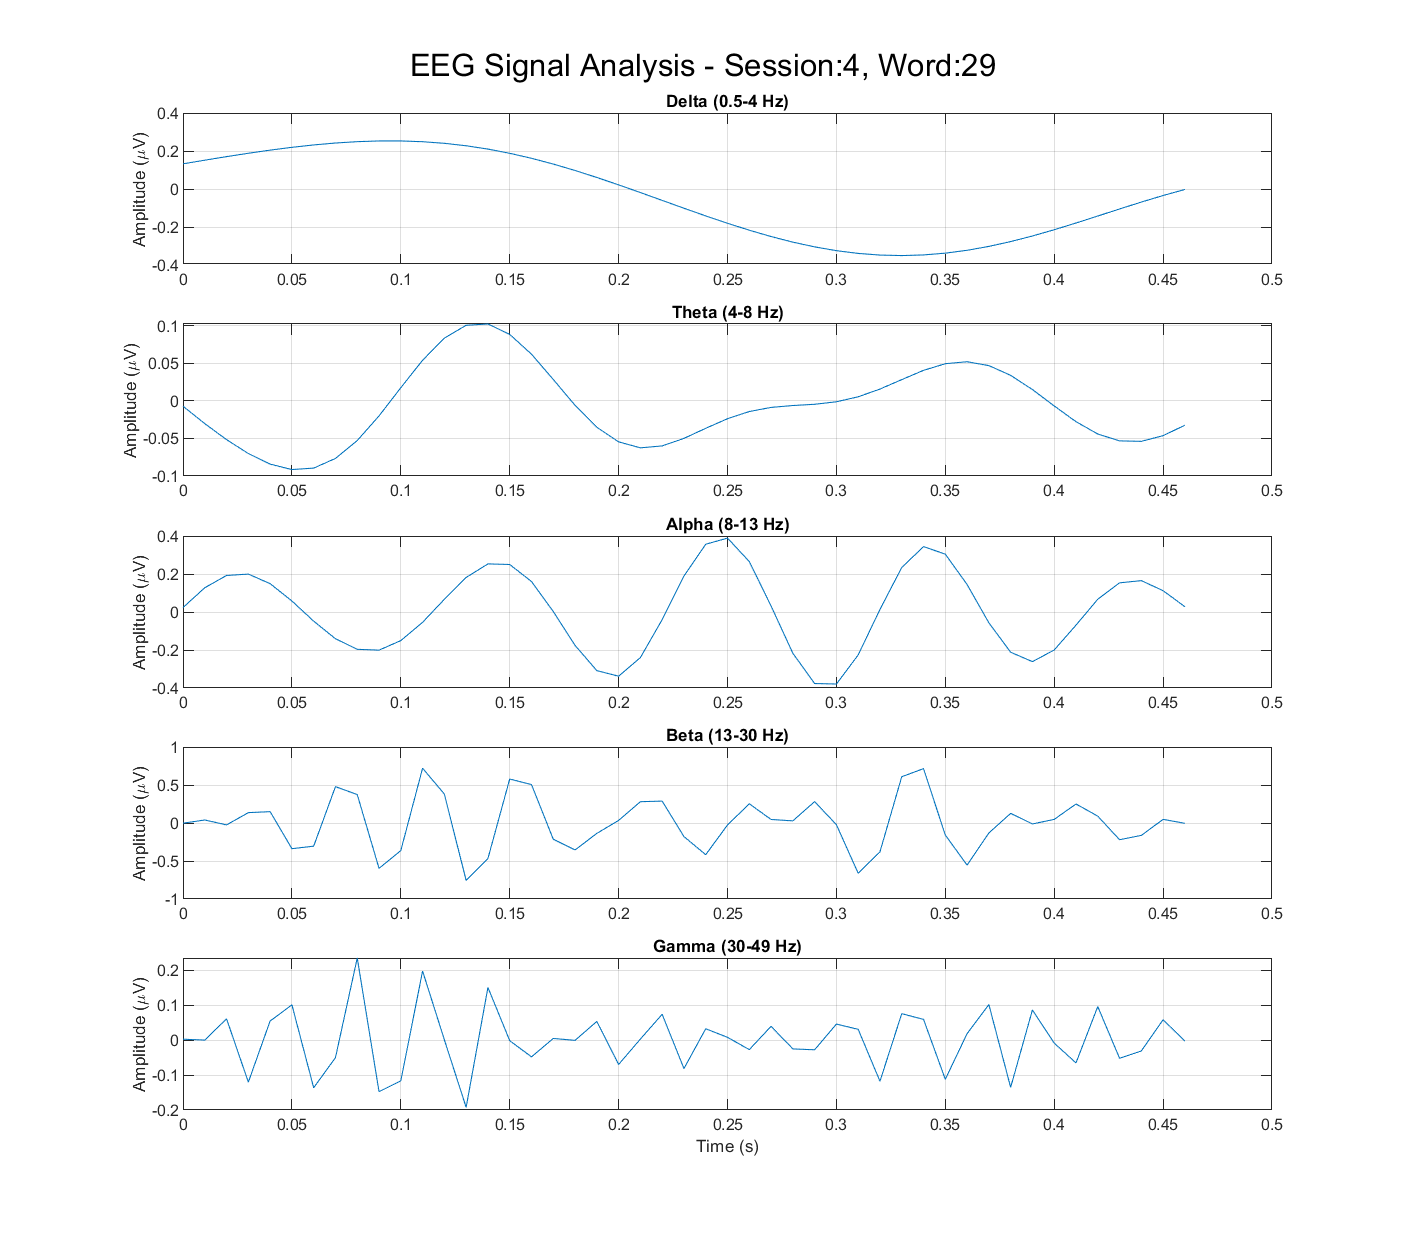 EEG Signal Analysis - Session:4, Word:29
Delta (0.5-4 Hz)
Amplitude (μV)
0.4
0.2
0
-0.2
-0.4
0 0.05 0.1 0.15 0.2 0.25 0.3 0.35 0.4 0.45 0.5
Theta (4-8 Hz)
Amplitude (μV)
0.1
0.05
0
-0.05
-0.1
0 0.05 0.1 0.15 0.2 0.25 0.3 0.35 0.4 0.45 0.5
Alpha (8-13 Hz)
Amplitude (μV)
0.4
0.2
0
-0.2
-0.4
0 0.05 0.1 0.15 0.2 0.25 0.3 0.35 0.4 0.45 0.5
Beta (13-30 Hz)
Amplitude (μV)
1
0.5
0
-0.5
-1
0 0.05 0.1 0.15 0.2 0.25 0.3 0.35 0.4 0.45 0.5
Gamma (30-49 Hz)
Amplitude (μV)
0.2
0.1
0
-0.1
-0.2
0 0.05 0.1 0.15 0.2 0.25 0.3 0.35 0.4 0.45 0.5
Time (s)